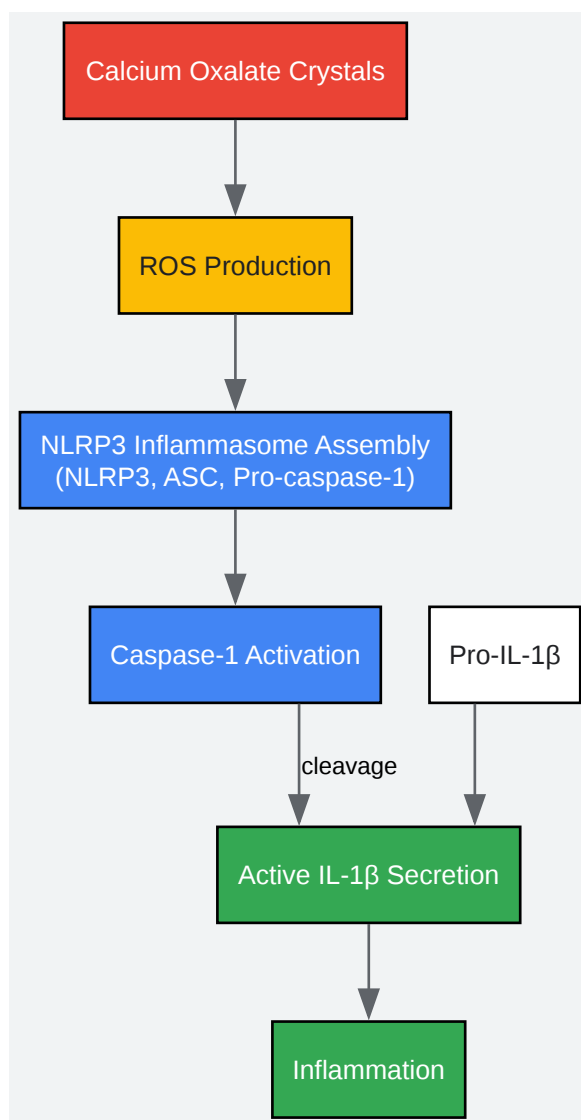 Calcium Oxalate Crystals
ROS Production
NLRP3 Inflammasome Assembly
(NLRP3, ASC, Pro-caspase-1)
Caspase-1 Activation
Pro-IL-1β
cleavage
Active IL-1β Secretion
Inflammation